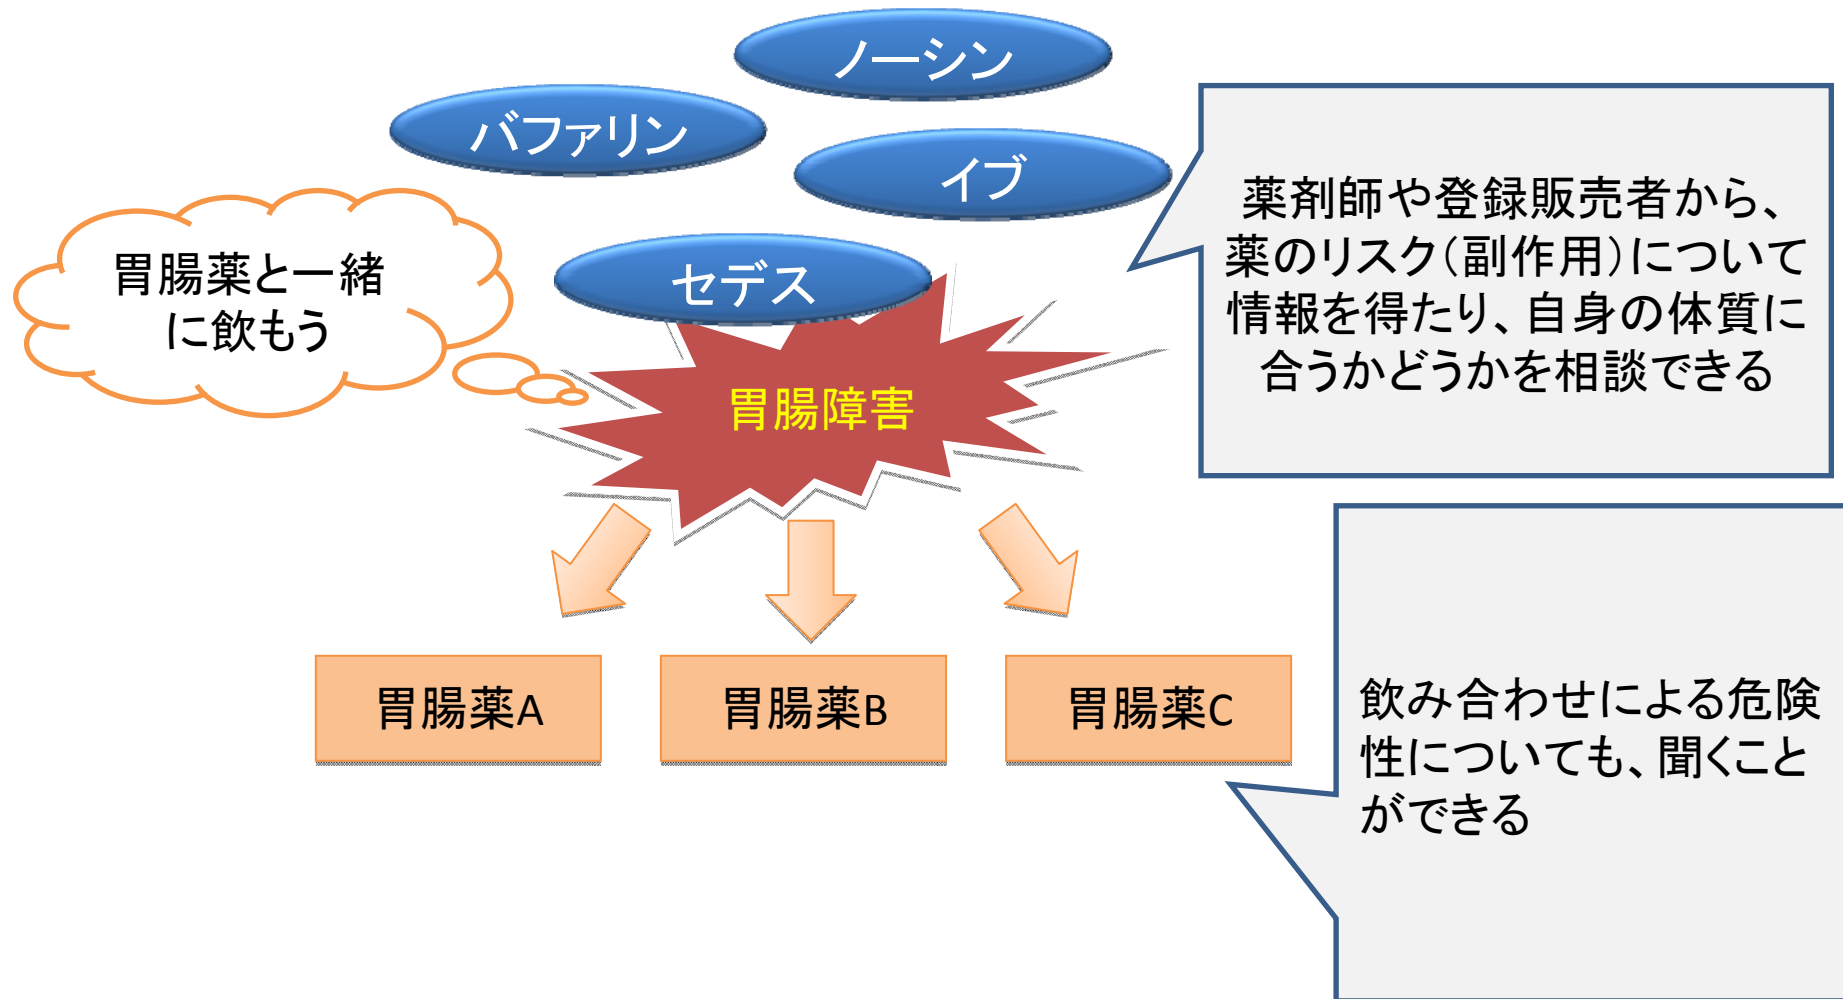 ノーシン
バファリン
イブ
セデス
胃腸薬と一緒
に飲もう
薬剤師や登録販売者から、
薬のリスク（副作用）について
情報を得たり、自身の体質に
合うかどうかを相談できる
胃腸障害
胃腸薬A
胃腸薬B
胃腸薬C
飲み合わせによる危険
性についても、聞くこと
ができる